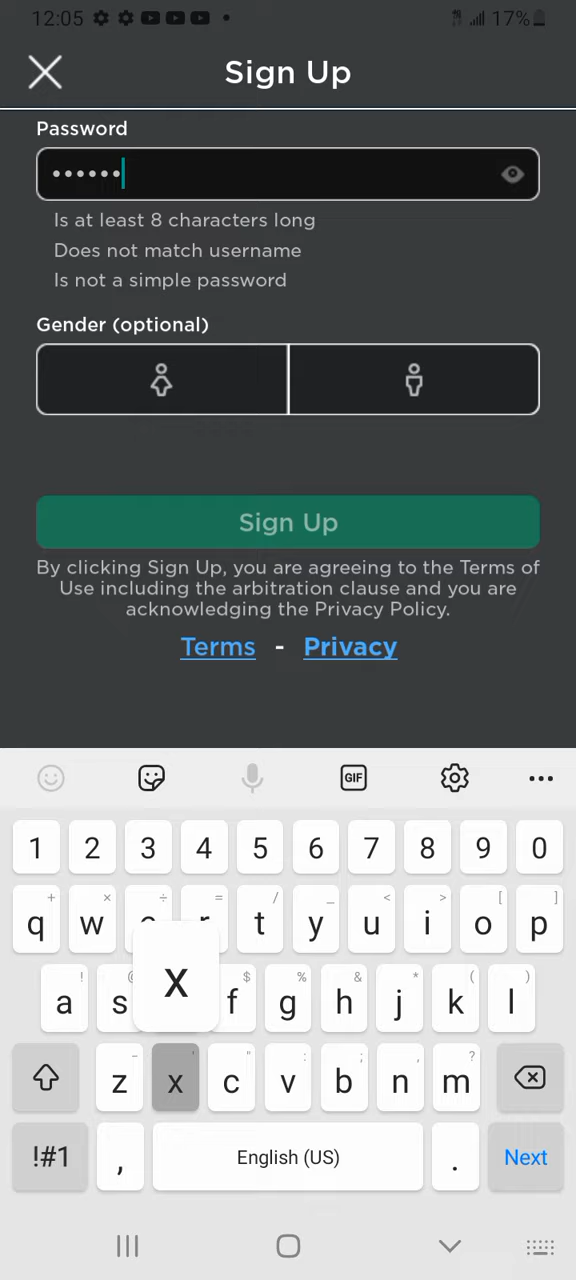 12:05 17%
Sign Up
Password
••••••
Is at least 8 characters long
Does not match username
Is not a simple password
Gender (optional)
Sign Up
By clicking Sign Up, you are agreeing to the Terms of
Use including the arbitration clause and you are
acknowledging the Privacy Policy.
Terms - Privacy
GIF
1 2 3 4 5 6 7 8 9 0
+ × ÷ = / _ < > [ ]
q w e r t y u i o p
! @ $ % & * ( )
a s x f g h j k l
- ' " : ; , ?
z x c v b n m
!#1 , English (US) . Next